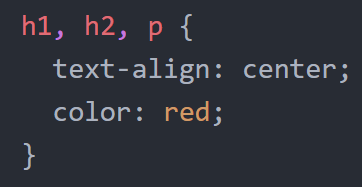 h1, h2, p {
  text-align: center;
  color: red;
}